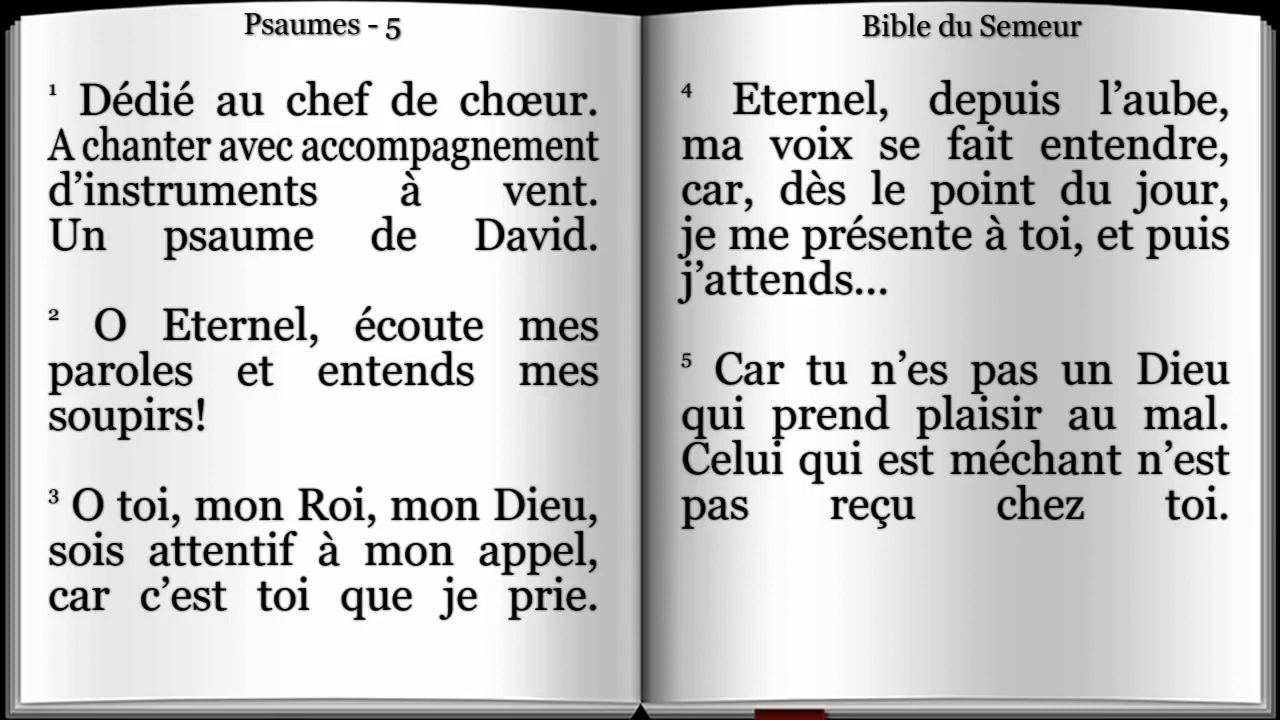 Psaumes - 5
¹ Dédié au chef de chœur.
A chanter avec accompagnement
d’instruments à vent.
Un psaume de David.
² O Eternel, écoute mes
paroles et entends mes
soupirs!
³ O toi, mon Roi, mon Dieu,
sois attentif à mon appel,
car c’est toi que je prie.
Bible du Semeur
⁴ Eternel, depuis l’aube,
ma voix se fait entendre,
car, dès le point du jour,
je me présente à toi, et puis
j’attends...
⁵ Car tu n’es pas un Dieu
qui prend plaisir au mal.
Celui qui est méchant n’est
pas reçu chez toi.